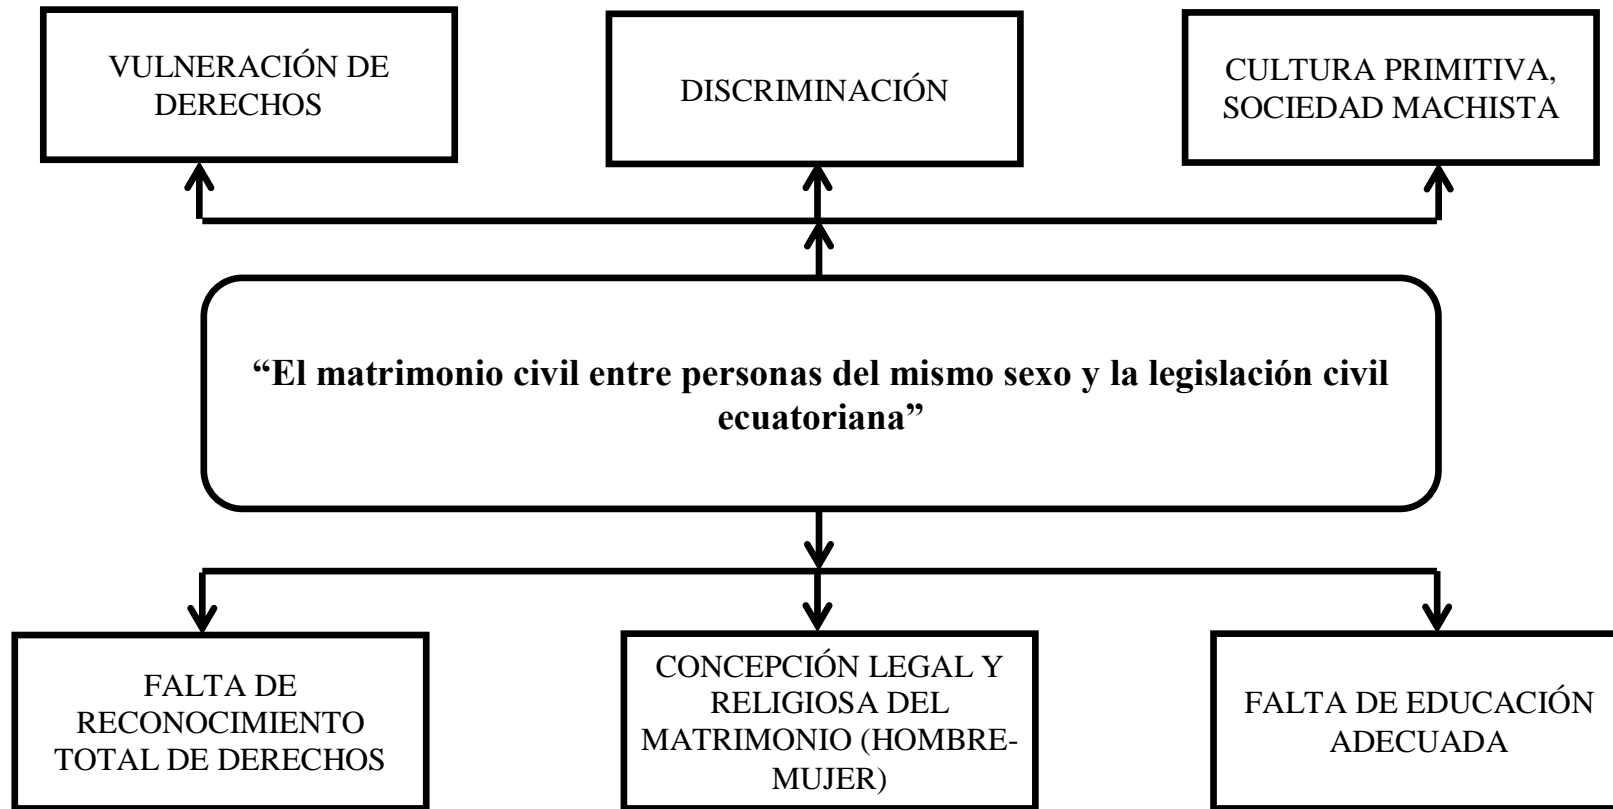 VULNERACIÓN DE
DERECHOS
DISCRIMINACIÓN
CULTURA PRIMITIVA,
SOCIEDAD MACHISTA
“El matrimonio civil entre personas del mismo sexo y la legislación civil
ecuatoriana”
FALTA DE
RECONOCIMIENTO
TOTAL DE DERECHOS
CONCEPCIÓN LEGAL Y
RELIGIOSA DEL
MATRIMONIO (HOMBRE-
MUJER)
FALTA DE EDUCACIÓN
ADECUADA